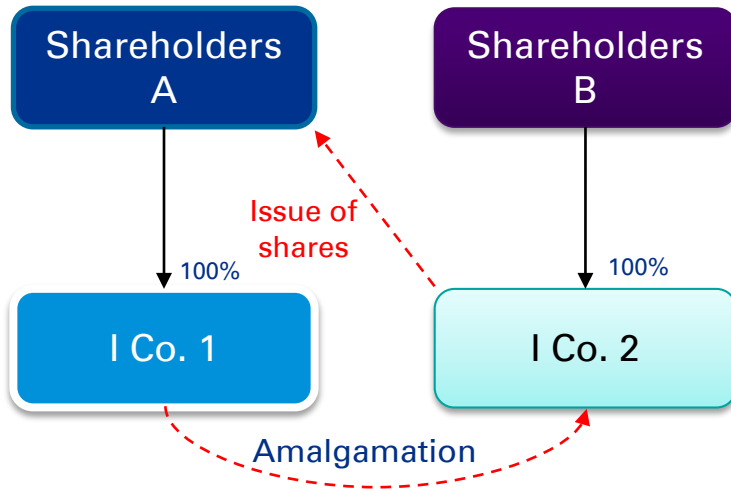 Shareholders
A
Shareholders
B
Issue of
shares
100%
100%
I Co. 1
I Co. 2
Amalgamation